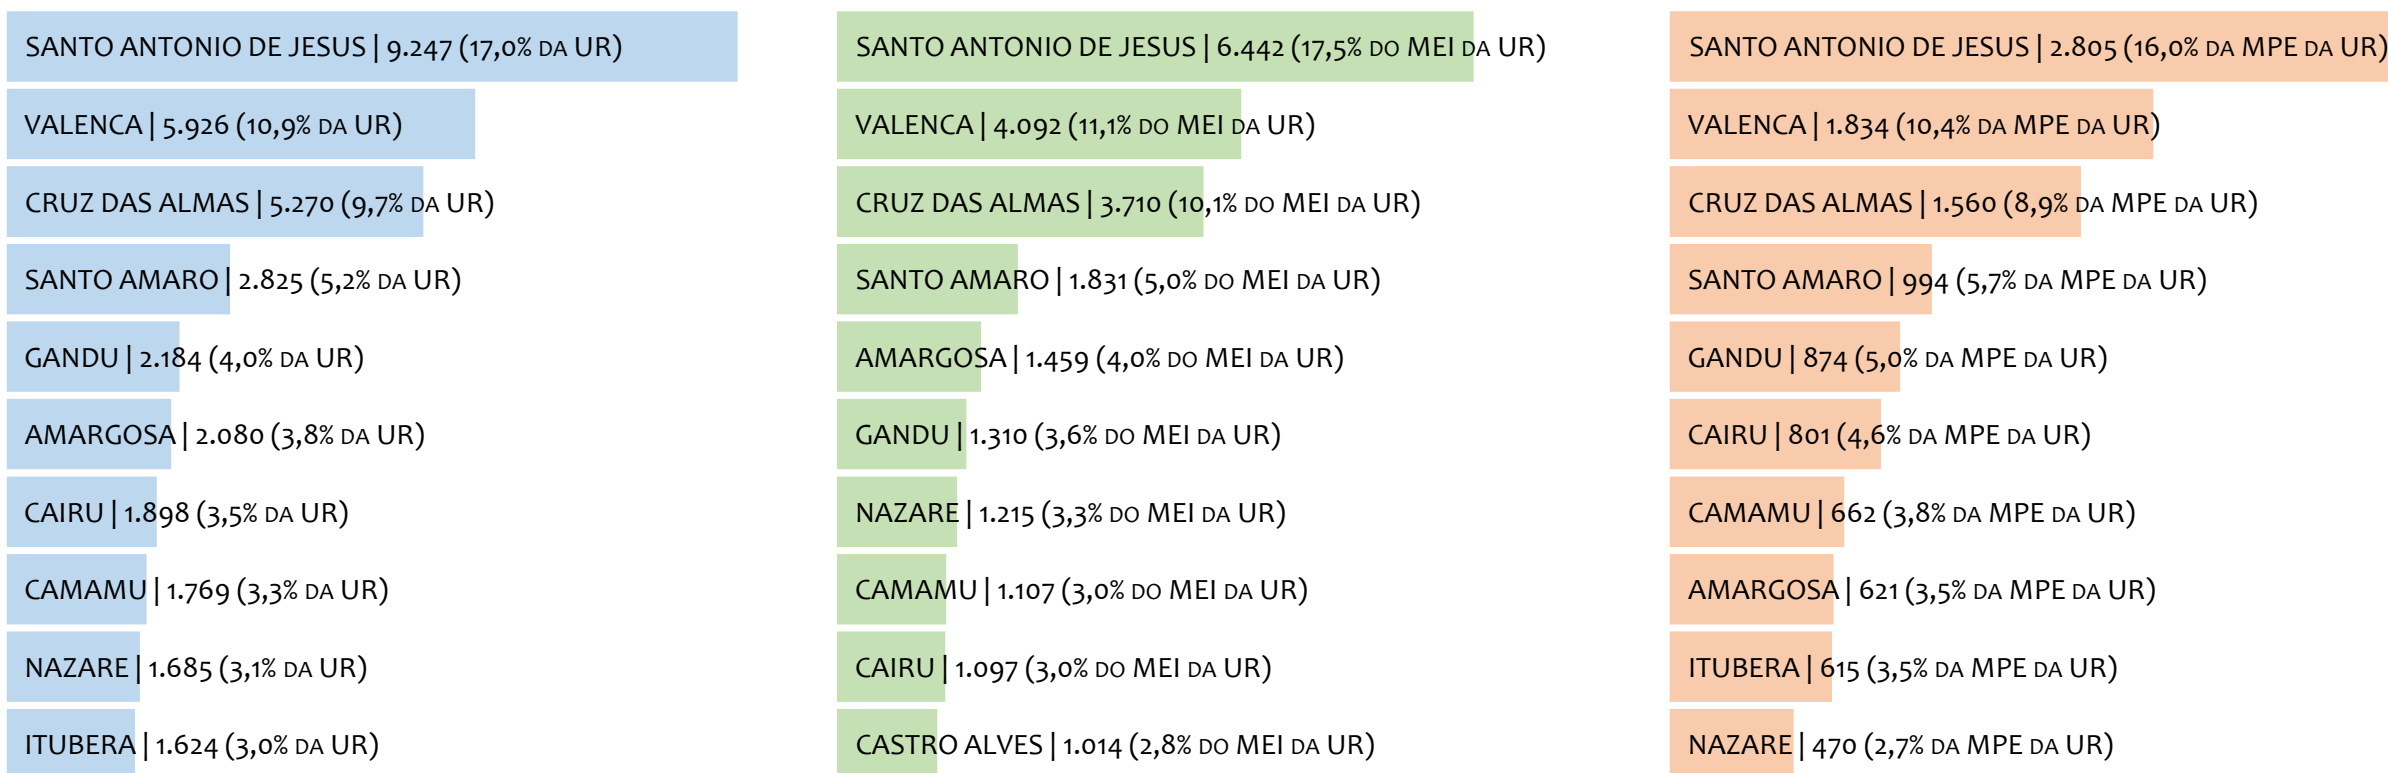 SANTO ANTONIO DE JESUS | 9.247 (17,0% DA UR)
VALENCA | 5.926 (10,9% DA UR)
CRUZ DAS ALMAS | 5.270 (9,7% DA UR)
SANTO AMARO | 2.825 (5,2% DA UR)
GANDU | 2.184 (4,0% DA UR)
AMARGOSA | 2.080 (3,8% DA UR)
CAIRU | 1.898 (3,5% DA UR)
CAMAMU | 1.769 (3,3% DA UR)
NAZARE | 1.685 (3,1% DA UR)
ITUBERA | 1.624 (3,0% DA UR)
SANTO ANTONIO DE JESUS | 6.442 (17,5% DO MEI DA UR)
VALENCA | 4.092 (11,1% DO MEI DA UR)
CRUZ DAS ALMAS | 3.710 (10,1% DO MEI DA UR)
SANTO AMARO | 1.831 (5,0% DO MEI DA UR)
AMARGOSA | 1.459 (4,0% DO MEI DA UR)
GANDU | 1.310 (3,6% DO MEI DA UR)
NAZARE | 1.215 (3,3% DO MEI DA UR)
CAMAMU | 1.107 (3,0% DO MEI DA UR)
CAIRU | 1.097 (3,0% DO MEI DA UR)
CASTRO ALVES | 1.014 (2,8% DO MEI DA UR)
SANTO ANTONIO DE JESUS | 2.805 (16,0% DA MPE DA UR)
VALENCA | 1.834 (10,4% DA MPE DA UR)
CRUZ DAS ALMAS | 1.560 (8,9% DA MPE DA UR)
SANTO AMARO | 994 (5,7% DA MPE DA UR)
GANDU | 874 (5,0% DA MPE DA UR)
CAIRU | 801 (4,6% DA MPE DA UR)
CAMAMU | 662 (3,8% DA MPE DA UR)
AMARGOSA | 621 (3,5% DA MPE DA UR)
ITUBERA | 615 (3,5% DA MPE DA UR)
NAZARE | 470 (2,7% DA MPE DA UR)